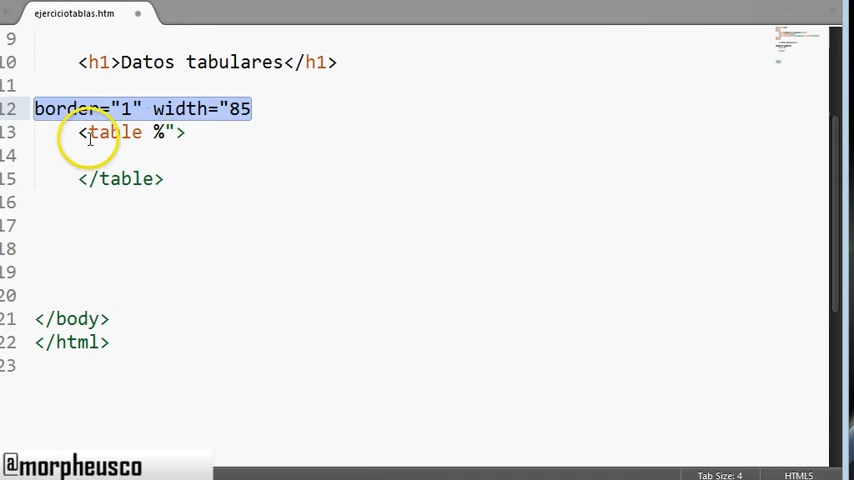 ejerciciotablas.htm
9
10 <h1>Datos tabulares</h1>
11
12 border="1" width="85
13 <table %">
14
15 </table>
16
17
18
19
20
21 </body>
22 </html>
23
@morpheusco
Tab Size: 4 HTML5